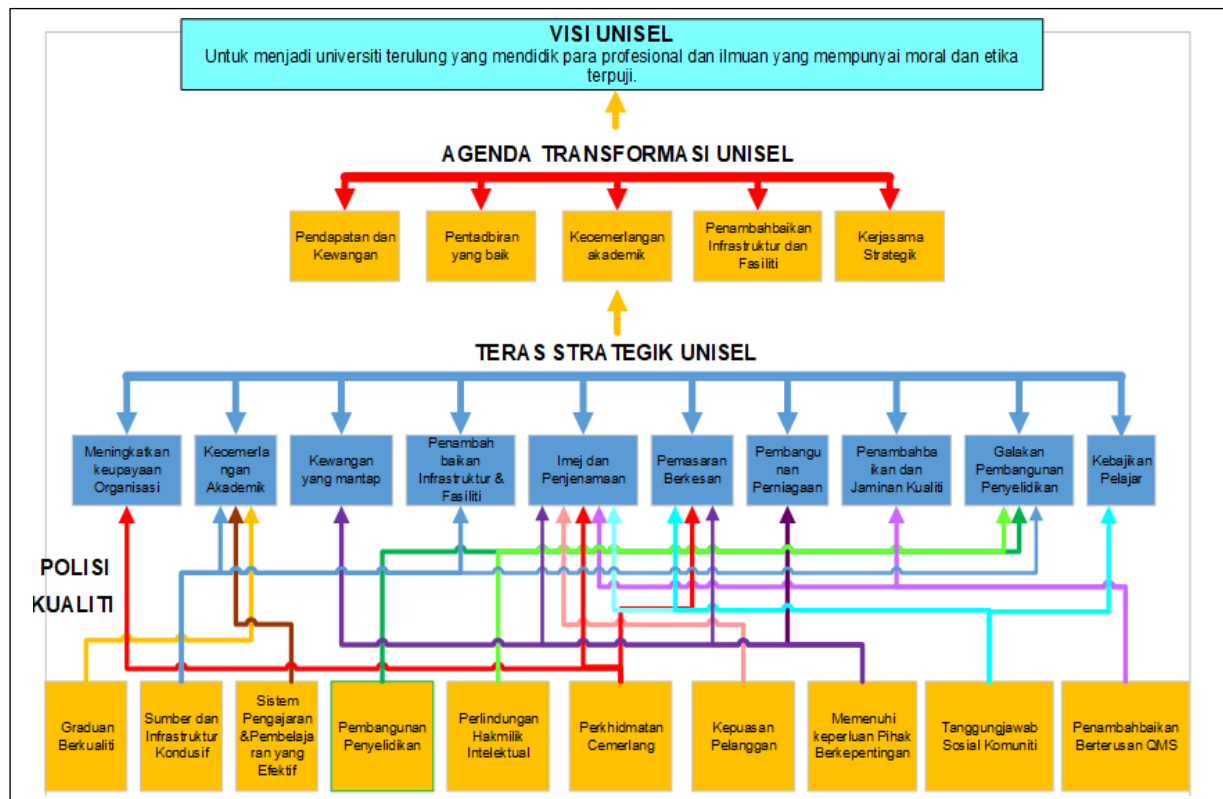 VISI UNISEL
Untuk menjadi universiti terulung yang mendidik para profesional dan ilmuan yang mempunyai moral dan etika
terpuji.
AGENDA TRANSFORMASI UNISEL
Pendapatan dan
Kewangan
Pentadbiran
yang baik
Kecemerlangan
akademik
Penambahbaikan
Infrastruktur dan
Fasiliti
Kerjasama
Strategik
TERAS STRATEGIK UNISEL
Meningkatkan
keupayaan
Organisasi
Kecemerla
ngan
Akademik
Kewangan
yang mantap
Penambah
baikan
Infrastruktur &
Fasiliti
Imej dan
Penjenamaan
Pemasaran
Berkesan
Pembangu
nan
Perniagaan
Penambahba
ikan dan
Jaminan Kualiti
Galakan
Pembangunan
Penyelidikan
Kebajikan
Pelajar
POLISI
KUALITI
Graduan
Berkualiti
Sumber dan
Infrastruktur
Kondusif
Sistem
Pengajaran
&Pembelaja
ran yang
Efektif
Pembangunan
Penyelidikan
Perlindungan
Hakmilik
Intelektual
Perkhidmatan
Cemerlang
Kepuasan
Pelanggan
Memenuhi
keperluan Pihak
Berkepentingan
Tanggungjawab
Sosial Komuniti
Penambahbaikan
Berterusan QMS